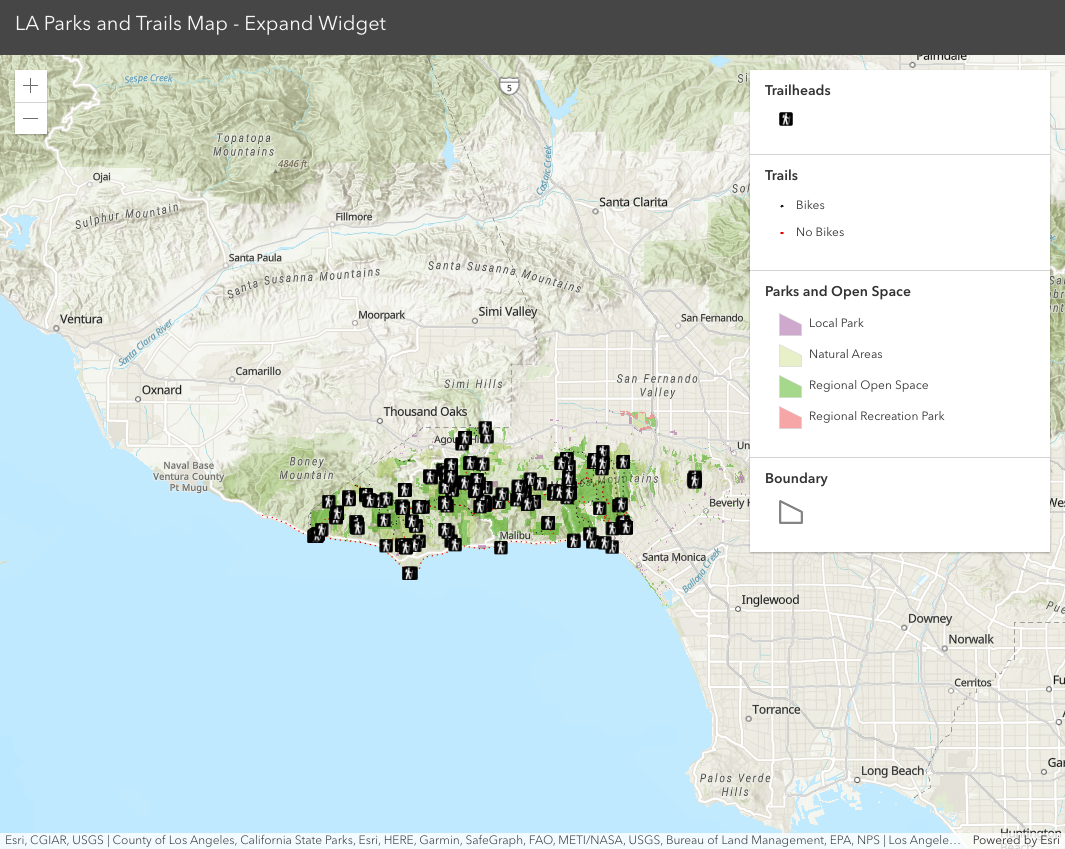 LA Parks and Trails Map - Expand Widget
Sespe Creek
5
Palmdale
Topatopa
Mountains
4846 ft
Castaic Creek
Ojai
Sulphur Mountain
Fillmore
Santa Clarita
Santa Paula
Santa Susanna Mountains
Santa Susanna Mountains
Ventura
Santa Clara River
Moorpark
Simi Valley
San Fernando
Camarillo
Oxnard
Simi Hills
San Fernando
Valley
Thousand Oaks
Naval Base
Ventura County
Pt Mugu
Boney
Mountain
Malibu
Santa Monica
Ballona Creek
Inglewood
Downey
Norwalk
Cerritos
Torrance
Long Beach
Palos Verde
Hills
Trailheads
Trails
Bikes
No Bikes
Parks and Open Space
Local Park
Natural Areas
Regional Open Space
Regional Recreation Park
Boundary
Esri, CGIAR, USGS | County of Los Angeles, California State Parks, Esri, HERE, Garmin, SafeGraph, FAO, METI/NASA, USGS, Bureau of Land Management, EPA, NPS | Los Angele…
Powered by Esri